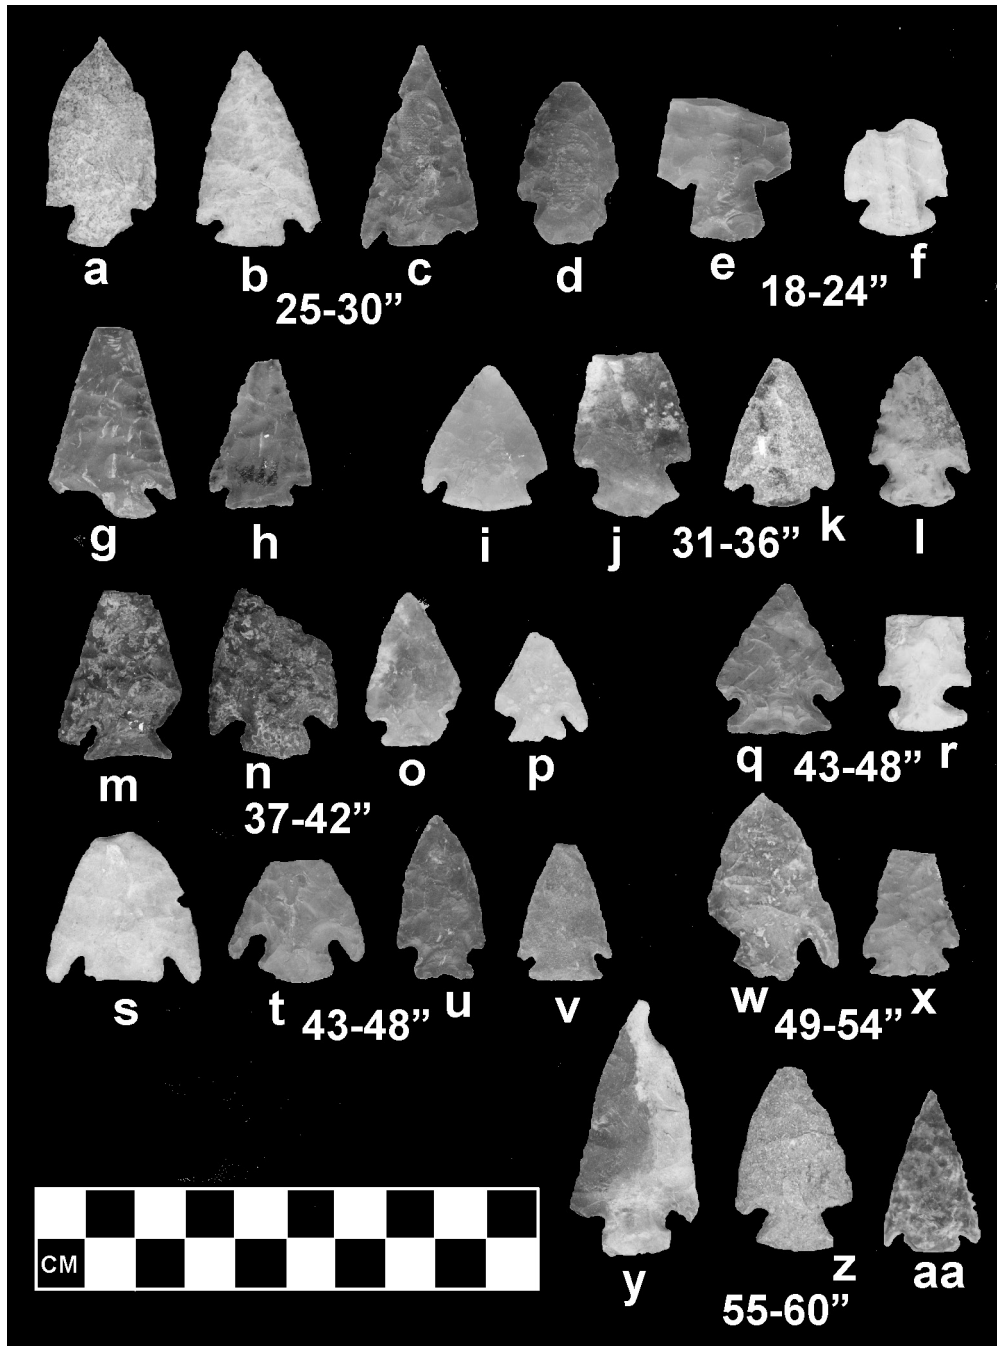 a b c d e f
25-30” 18-24”
g h i j k l
31-36”
m n o p q r
37-42” 43-48”
s t u v w x
43-48” 49-54”
y z aa
55-60”
CM